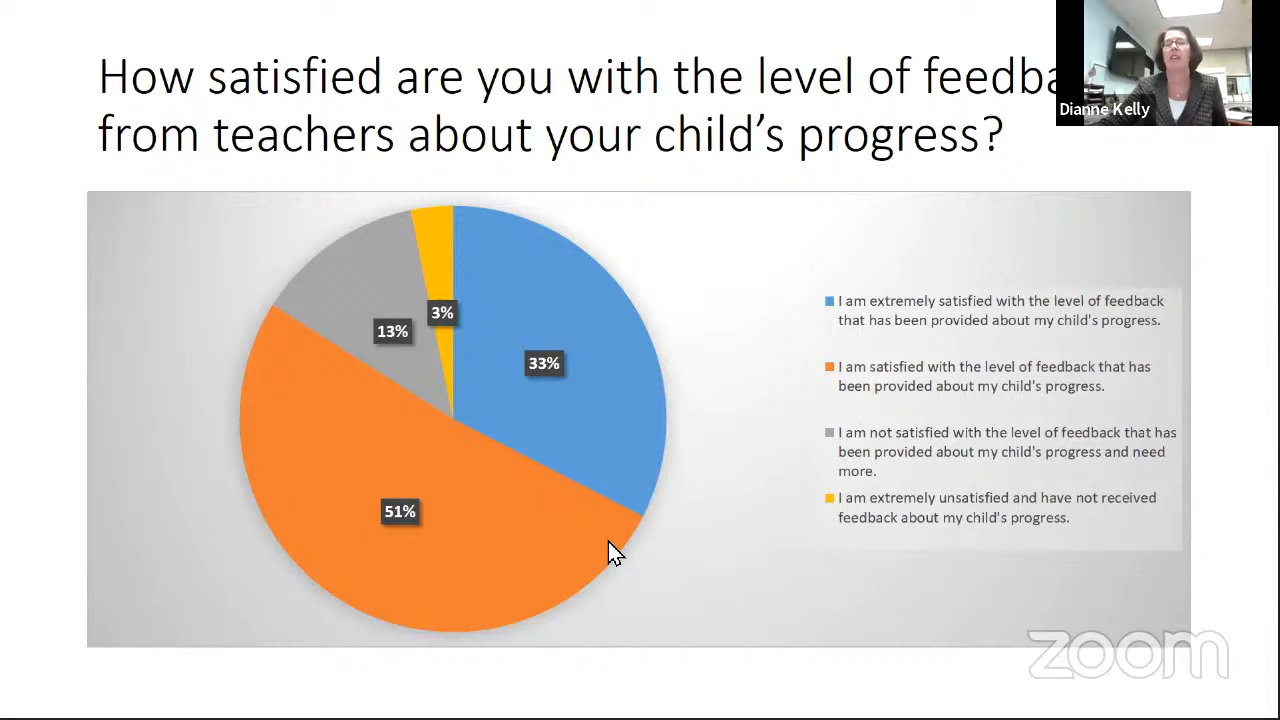 How satisfied are you with the level of feedba
from teachers about your child's progress?
Dianne Kelly
3%
13%
33%
51%
I am extremely satisfied with the level of feedback
that has been provided about my child's progress.
I am satisfied with the level of feedback that has
been provided about my child's progress.
I am not satisfied with the level of feedback that has
been provided about my child's progress and need
more.
I am extremely unsatisfied and have not received
feedback about my child's progress.
zoom